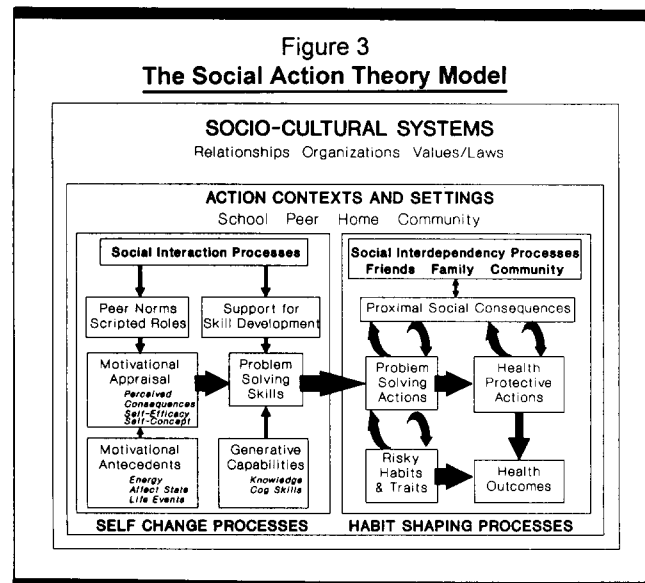 Figure 3
The Social Action Theory Model
SOCIO-CULTURAL SYSTEMS
Relationships Organizations Values/Laws
ACTION CONTEXTS AND SETTINGS
School Peer Home Community
Social Interaction Processes
Peer Norms
Scripted Roles
Support for
Skill Development
Motivational
Appraisal
Perceived
Consequences
Self-Efficacy
Self-Concept
Problem
Solving
Skills
Motivational
Antecedents
Energy
Affect State
Life Events
Generative
Capabilities
Knowledge
Cog Skills
SELF CHANGE PROCESSES
Social Interdependency Processes
Friends Family Community
Proximal Social Consequences
Problem
Solving
Actions
Health
Protective
Actions
Risky
Habits
& Traits
Health
Outcomes
HABIT SHAPING PROCESSES